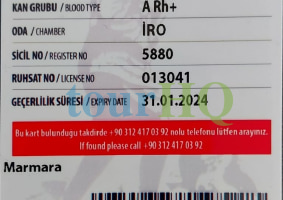 KAN GRUBU / BLOOD TYPE A Rh+
ODA / CHAMBER İRO
SİCİL NO / REGISTER NO 5880
RUHSAT NO / LICENSE NO 013041
GEÇERLİLİK SÜRESİ / EXPIRY DATE 31.01.2024
tourHQ
Bu kart bulunduğu takdirde +90 312 417 03 92 nolu telefonu lütfen arayınız.
If found please call +90 312 417 03 92
Marmara